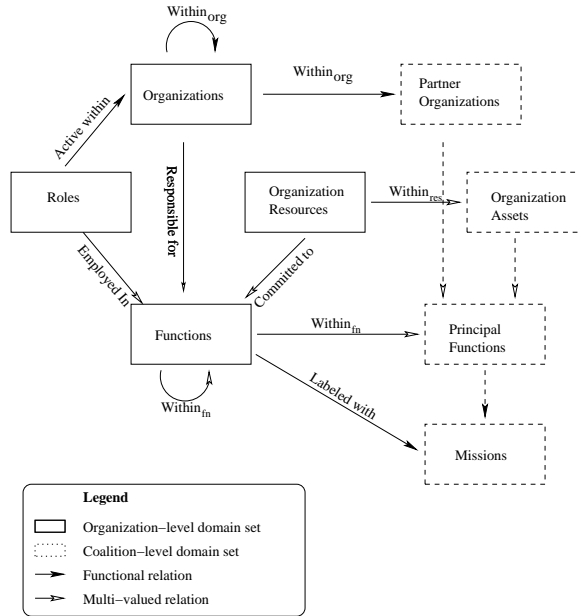 Within_org
Within_org
Organizations
Partner
Organizations
Active within
Responsible for
Roles
Organization
Resources
Within_res
Organization
Assets
Employed In
Committed to
Functions
Within_fn
Principal
Functions
Within_fn
Labeled with
Missions
Legend
Organization−level domain set
Coalition−level domain set
Functional relation
Multi−valued relation